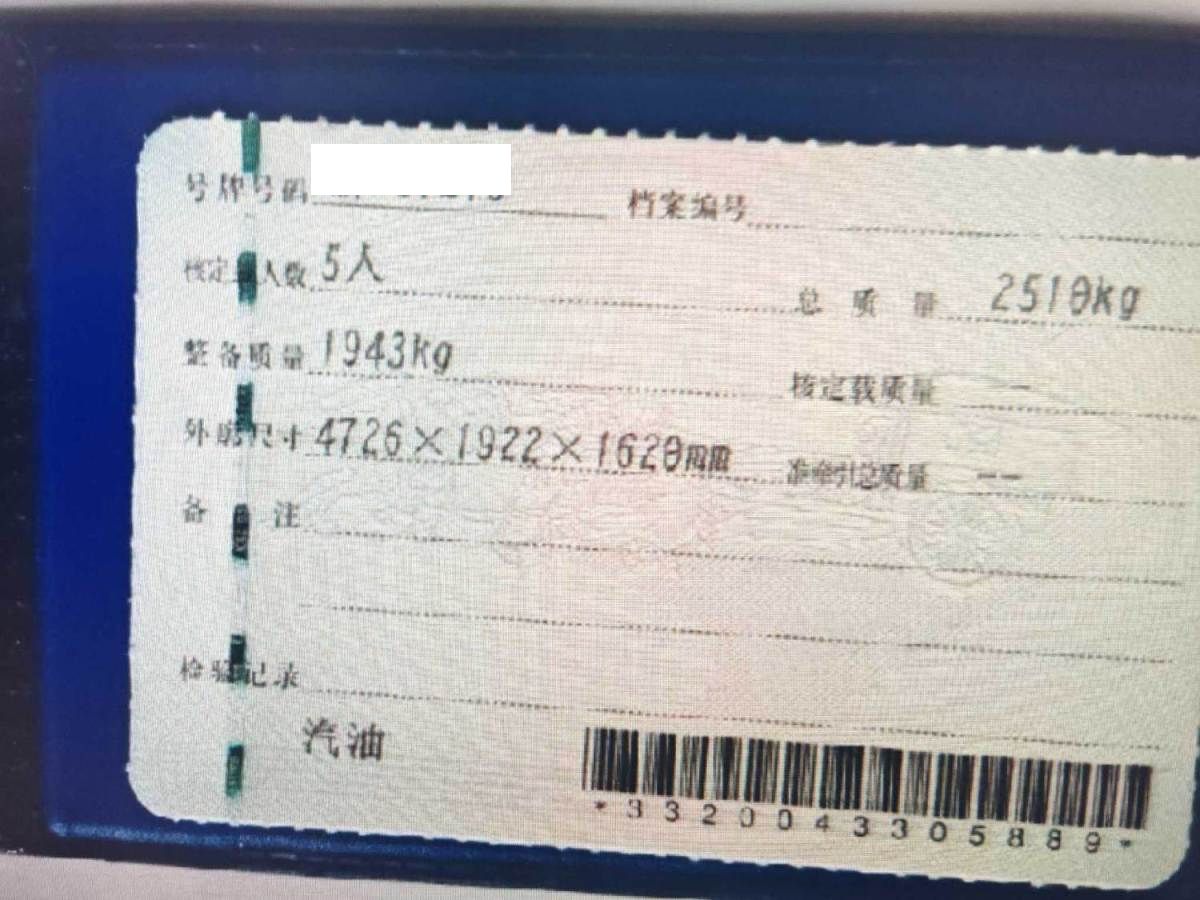 号牌号码 档案编号
核定载人数 5人 总质量 2510kg
整备质量 1943kg 核定载质量 --
外廓尺寸 4726×1922×1620mm 准牵引总质量 --
备注
检验记录
汽油
*3320043305889*